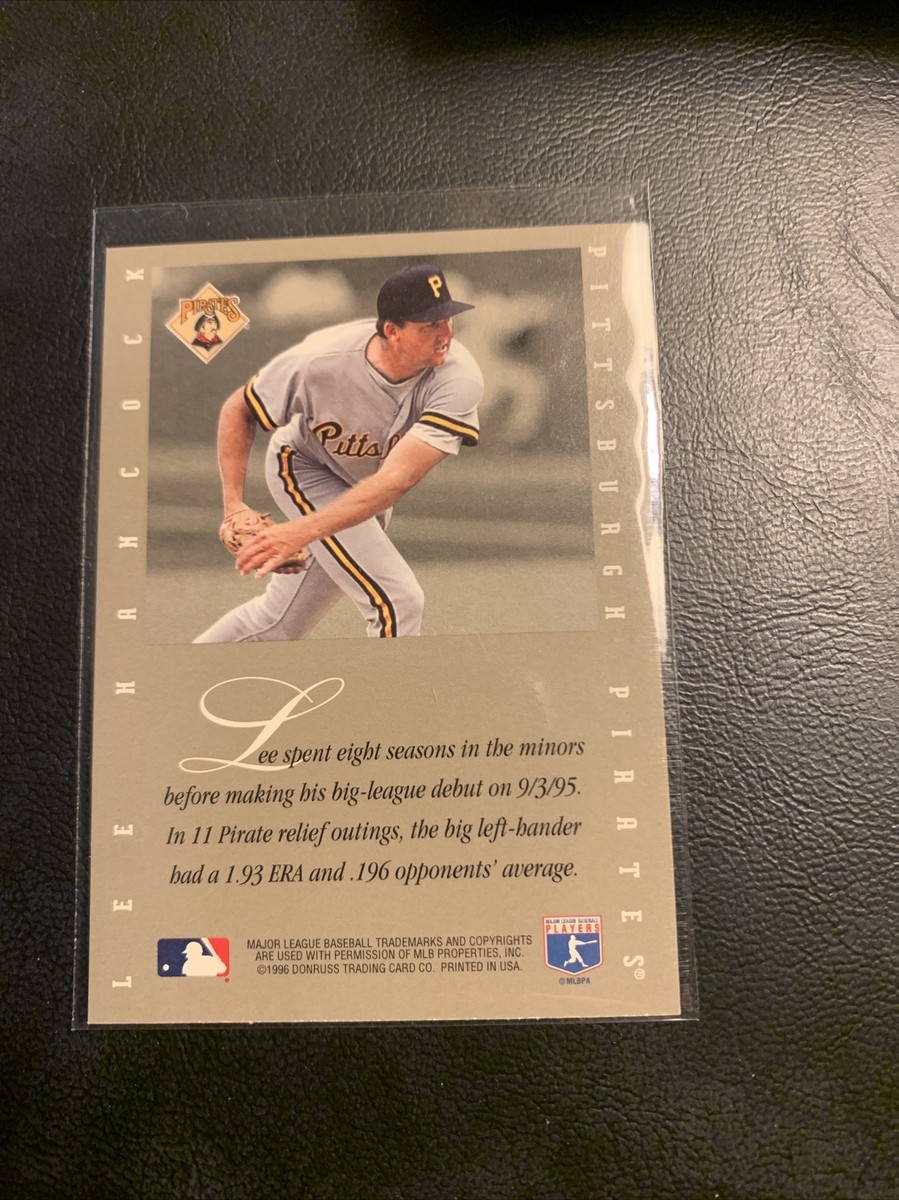 PIRATES
P
Pitts
LEE HANCOCK
PITTSBURGH PIRATES®
Lee spent eight seasons in the minors
before making his big-league debut on 9/3/95.
In 11 Pirate relief outings, the big left-hander
had a 1.93 ERA and .196 opponents' average.
MAJOR LEAGUE BASEBALL TRADEMARKS AND COPYRIGHTS
ARE USED WITH PERMISSION OF MLB PROPERTIES, INC.
©1996 DONRUSS TRADING CARD CO. PRINTED IN USA.
MAJOR LEAGUE BASEBALL
PLAYERS
©MLBPA